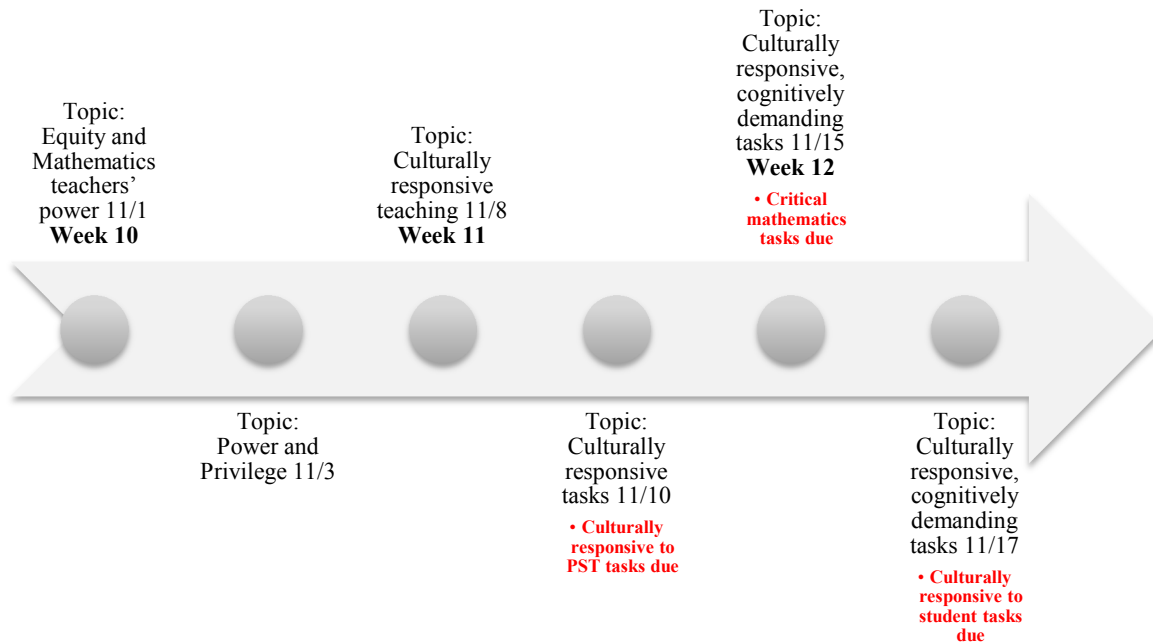 Topic:
Equity and
Mathematics
teachers’
power 11/1
Week 10
Topic:
Power and
Privilege 11/3
Topic:
Culturally
responsive
teaching 11/8
Week 11
Topic:
Culturally
responsive
tasks 11/10
• Culturally
responsive to
PST tasks due
Topic:
Culturally
responsive,
cognitively
demanding
tasks 11/15
Week 12
• Critical
mathematics
tasks due
Topic:
Culturally
responsive,
cognitively
demanding
tasks 11/17
• Culturally
responsive to
student tasks
due